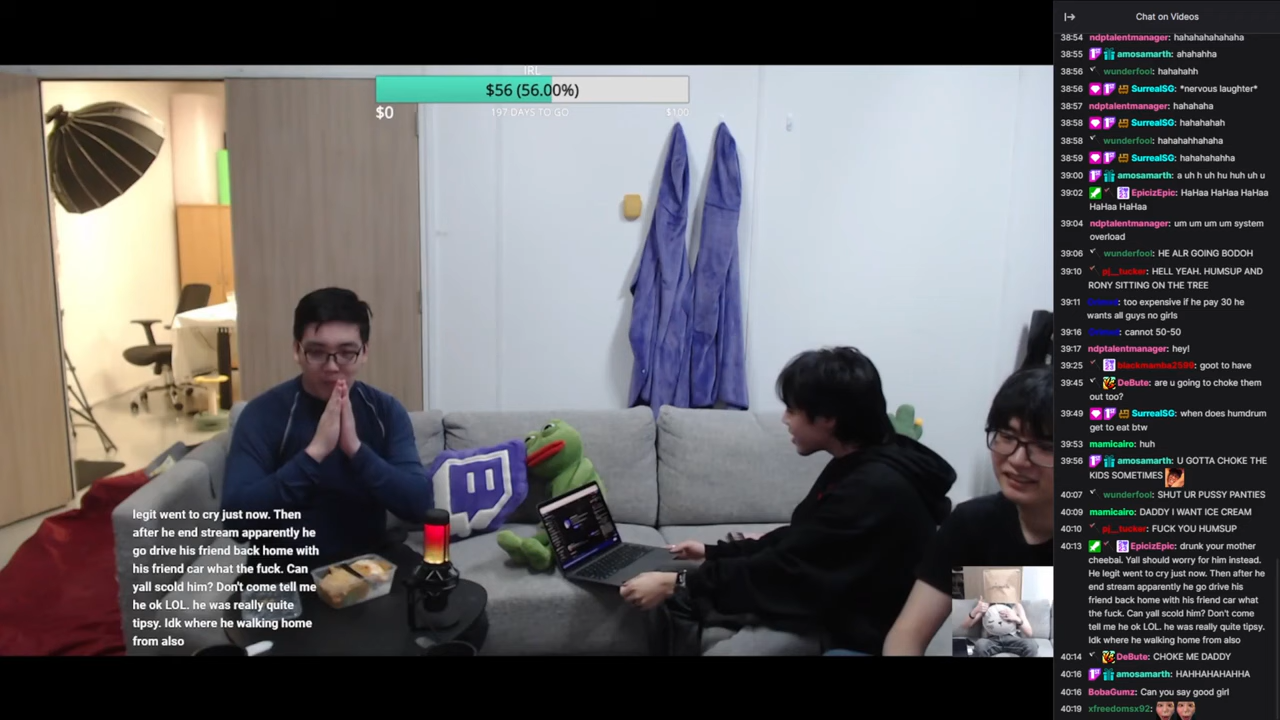 IRL
$56 (56.00%)
$0
197 DAYS TO GO
$100
legit went to cry just now. Then
after he end stream apparently he
go drive his friend back home with
his friend car what the fuck. Can
yall scold him? Don't come tell me
he ok LOL. he was really quite
tipsy. Idk where he walking home
from also
Chat on Videos
38:54 ndptalentmanager: hahahahahahaha
38:55 amosamarth: ahahahha
38:56 wunderfool: hahahahh
38:56 SurrealSG: *nervous laughter*
38:57 ndptalentmanager: hahahaha
38:58 SurrealSG: hahahahah
38:58 wunderfool: hahahahhahaha
38:59 SurrealSG: hahahahahha
39:00 amosamarth: a uh h uh hu huh uh u
39:02 EpicizEpic: HaHaa HaHaa HaHaa
HaHaa HaHaa
39:04 ndptalentmanager: um um um um system
overload
39:06 wunderfool: HE ALR GOING BODOH
39:10 pj__tucker: HELL YEAH. HUMSUP AND
RONY SITTING ON THE TREE
39:11 : too expensive if he pay 30 he
wants all guys no girls
39:16 : cannot 50-50
39:17 ndptalentmanager: hey!
39:25 blackmamba2590: goot to have
39:45 DeBute: are u going to choke them
out too?
39:49 SurrealSG: when does humdrum
get to eat btw
39:53 mamicairo: huh
39:56 amosamarth: U GOTTA CHOKE THE
KIDS SOMETIMES
40:07 wunderfool: SHUT UR PUSSY PANTIES
40:09 mamicairo: DADDY I WANT ICE CREAM
40:10 pj__tucker: FUCK YOU HUMSUP
40:13 EpicizEpic: drunk your mother
cheebal. Yall should worry for him instead.
He legit went to cry just now. Then after he
end stream apparently he go drive his
friend back home with his friend car what
the fuck. Can yall scold him? Don't come
tell me he ok LOL. he was really quite tipsy.
Idk where he walking home from also
40:14 DeBute: CHOKE ME DADDY
40:16 amosamarth: HAHHAHAHAHHA
40:16 BobaGumz: Can you say good girl
40:19 xfreedomsx92: